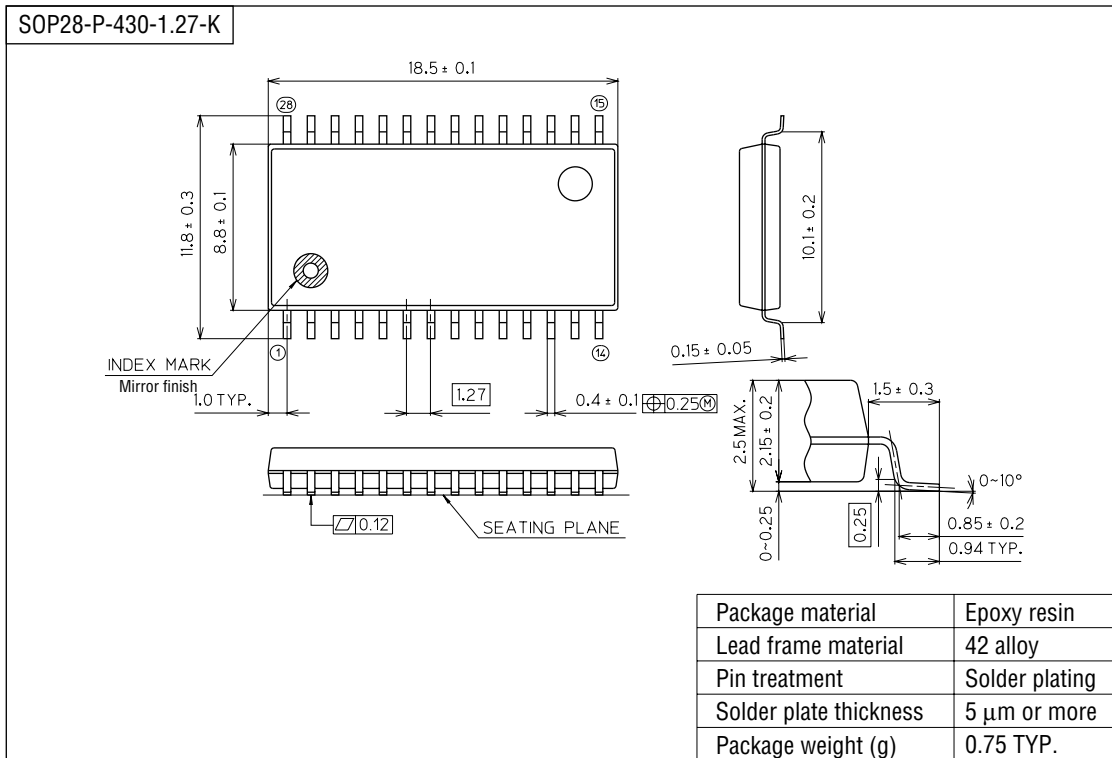 SOP28-P-430-1.27-K
18.5 ± 0.1
28
15
11.8 ± 0.3
8.8 ± 0.1
10.1 ± 0.2
1
14
INDEX MARK
Mirror finish
0.15 ± 0.05
1.0 TYP.
1.27
0.4 ± 0.1
⌖0.25Ⓜ
1.5 ± 0.3
2.5 MAX.
2.15 ± 0.2
0~10°
⏥0.12
SEATING PLANE
0~0.25
0.25
0.85 ± 0.2
0.94 TYP.
Package material Epoxy resin
Lead frame material 42 alloy
Pin treatment Solder plating
Solder plate thickness 5 µm or more
Package weight (g) 0.75 TYP.